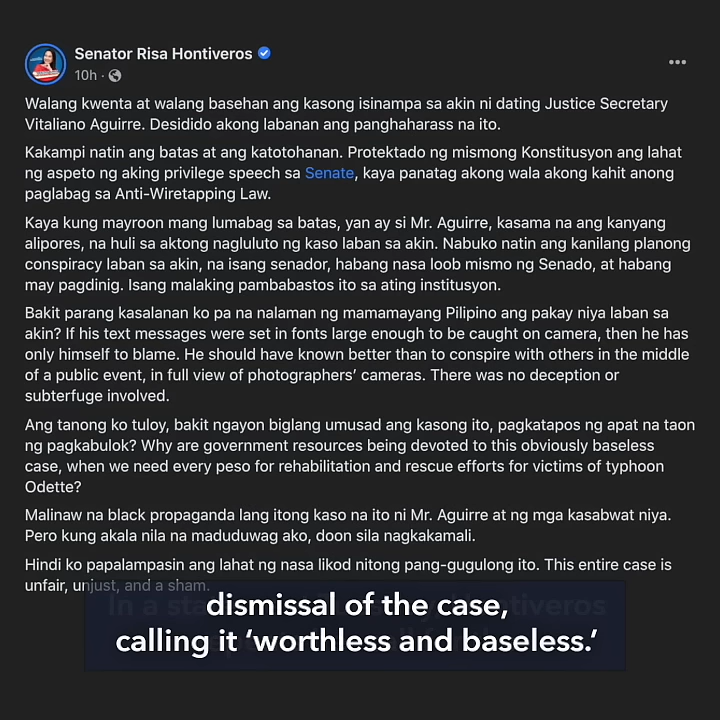 Senator Risa Hontiveros
10h ·
Walang kwenta at walang basehan ang kasong isinampa sa akin ni dating Justice Secretary
Vitaliano Aguirre. Desidido akong labanan ang panghaharass na ito.
Kakampi natin ang batas at ang katotohanan. Protektado ng mismong Konstitusyon ang lahat
ng aspeto ng aking privilege speech sa Senate, kaya panatag akong wala akong kahit anong
paglabag sa Anti-Wiretapping Law.
Kaya kung mayroon mang lumabag sa batas, yan ay si Mr. Aguirre, kasama na ang kanyang
alipores, na huli sa aktong nagluluto ng kaso laban sa akin. Nabuko natin ang kanilang planong
conspiracy laban sa akin, na isang senador, habang nasa loob mismo ng Senado, at habang
may pagdinig. Isang malaking pambabastos ito sa ating institusyon.
Bakit parang kasalanan ko pa na nalaman ng mamamayang Pilipino ang pakay niya laban sa
akin? If his text messages were set in fonts large enough to be caught on camera, then he has
only himself to blame. He should have known better than to conspire with others in the middle
of a public event, in full view of photographers’ cameras. There was no deception or
subterfuge involved.
Ang tanong ko tuloy, bakit ngayon biglang umusad ang kasong ito, pagkatapos ng apat na taon
ng pagkabulok? Why are government resources being devoted to this obviously baseless
case, when we need every peso for rehabilitation and rescue efforts for victims of typhoon
Odette?
Malinaw na black propaganda lang itong kaso na ito ni Mr. Aguirre at ng mga kasabwat niya.
Pero kung akala nila na maduduwag ako, doon sila nagkakamali.
Hindi ko papalampasin ang lahat ng nasa likod nitong pang-gugulong ito. This entire case is
unfair, unjust, and a sham.
dismissal of the case,
calling it ‘worthless and baseless.’